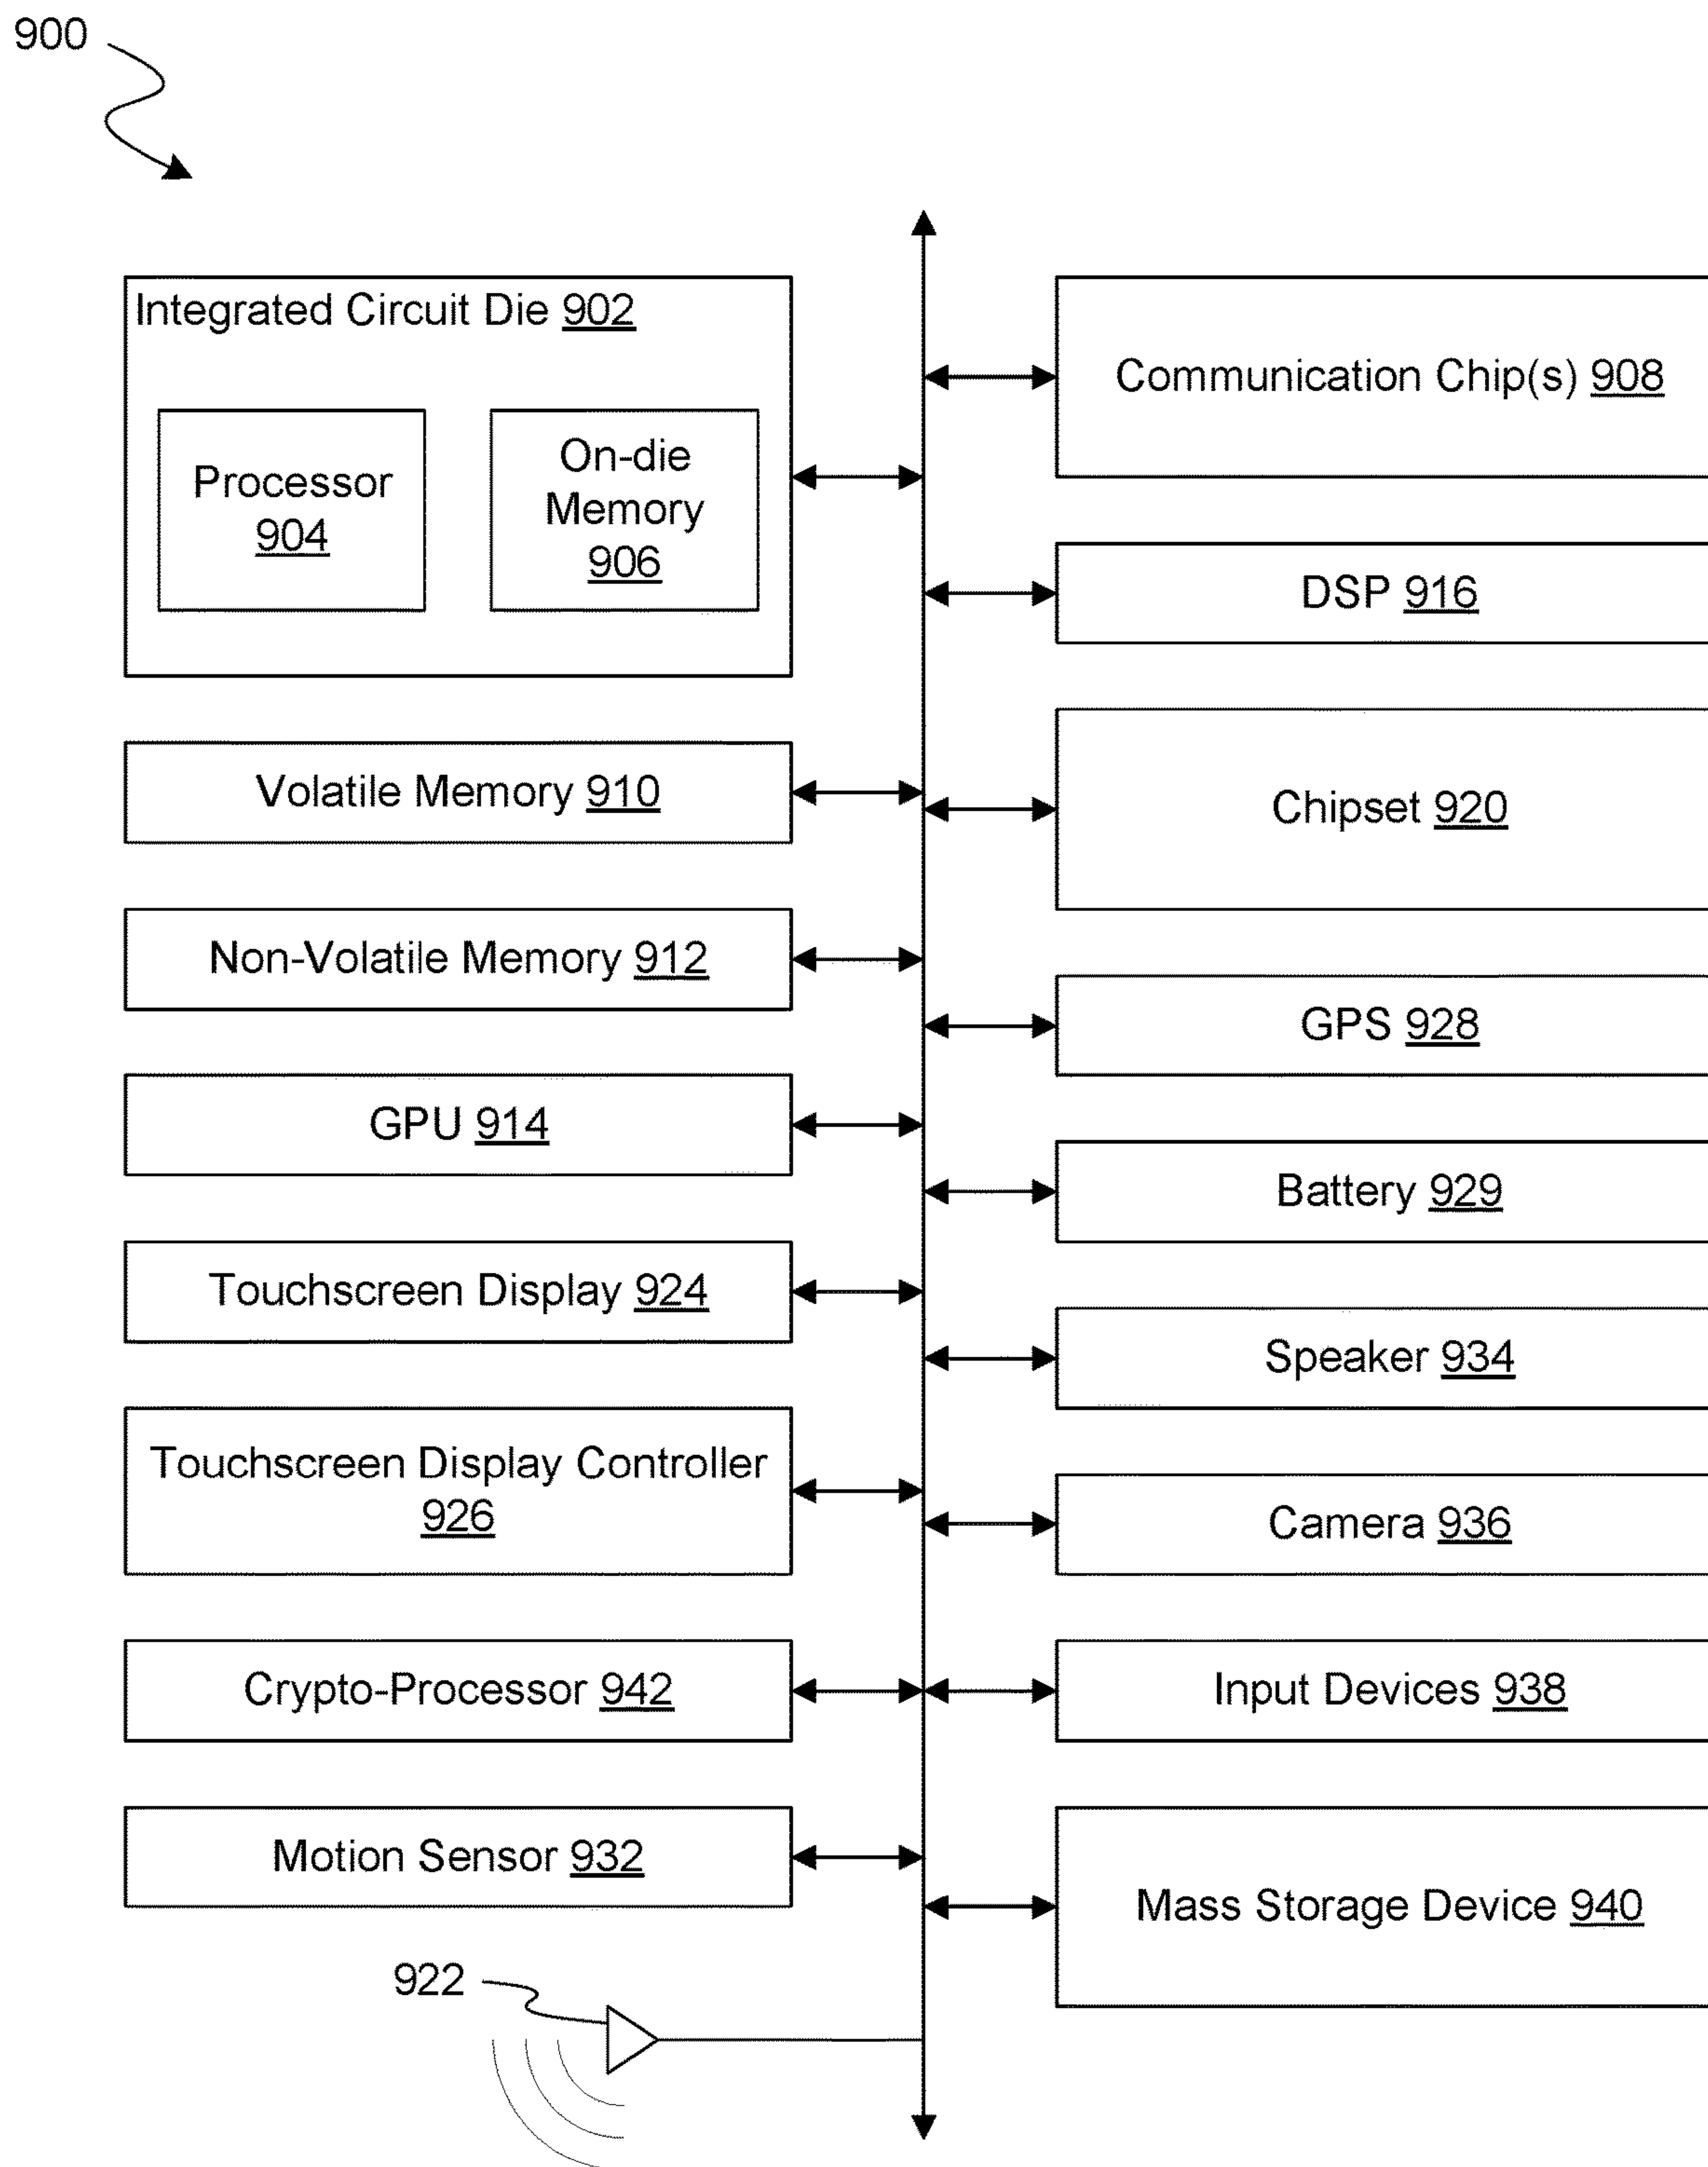 900
Integrated Circuit Die 902
Processor
904
On-die
Memory
906
Volatile Memory 910
Non-Volatile Memory 912
GPU 914
Touchscreen Display 924
Touchscreen Display Controller
926
Crypto-Processor 942
Motion Sensor 932
922
Communication Chip(s) 908
DSP 916
Chipset 920
GPS 928
Battery 929
Speaker 934
Camera 936
Input Devices 938
Mass Storage Device 940